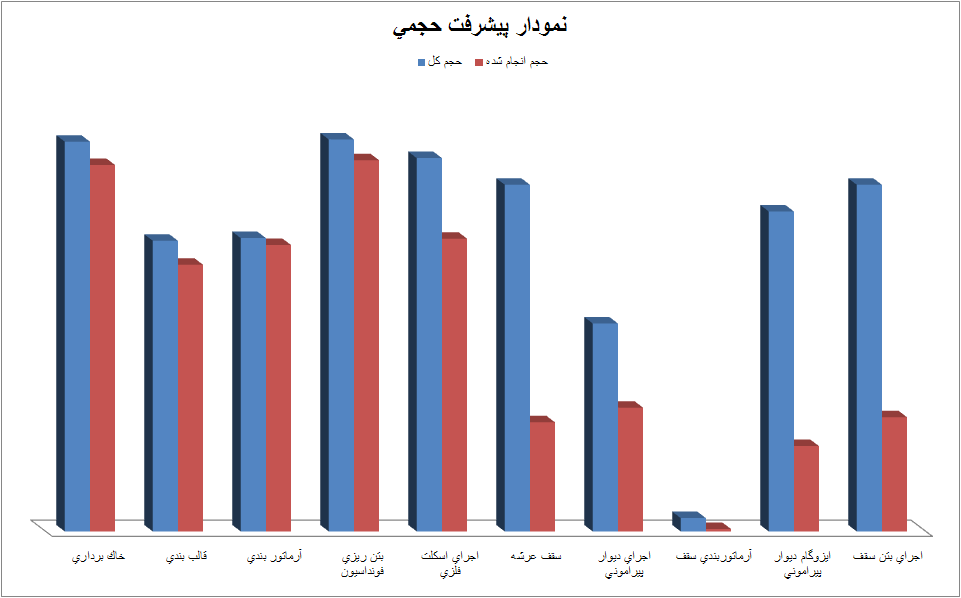 نمودار پيشرفت حجمي
حجم کل
حجم انجام شده
خاك برداري
قالب بندي
آرماتور بندي
بتن ريزي
فونداسيون
اجراي اسكلت
فلزي
سقف عرشه
اجراي ديوار
پيراموني
آرماتوربندي سقف
ايزوگام ديوار
پيراموني
اجراي بتن سقف